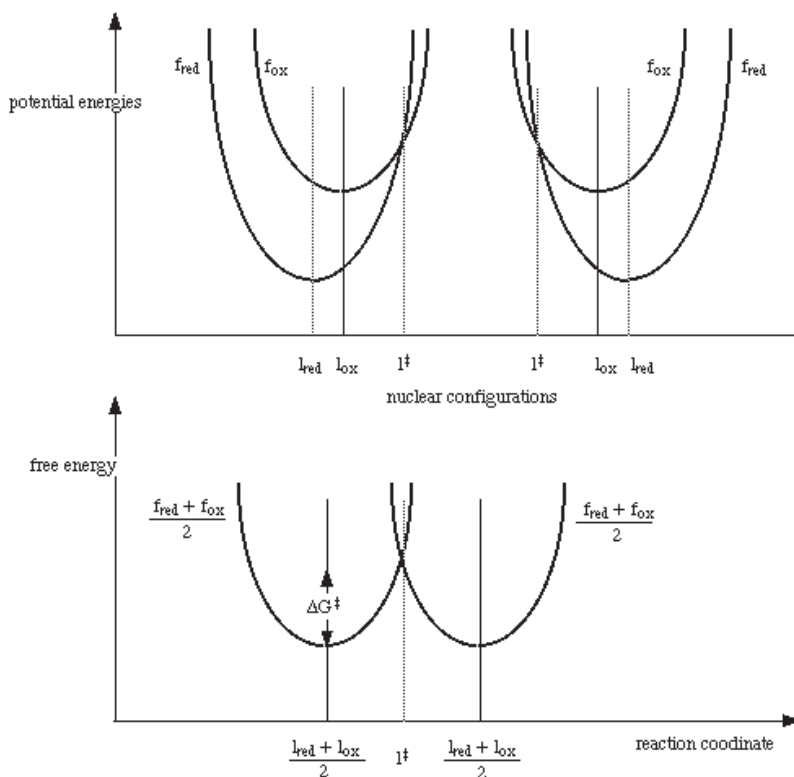 f_red f_ox f_ox f_red
potential energies
l_red l_ox l‡ l‡ l_ox l_red
nuclear configurations
free energy
f_red + f_ox / 2 f_red + f_ox / 2
ΔG‡
l_red + l_ox / 2 l‡ l_red + l_ox / 2
reaction coodinate